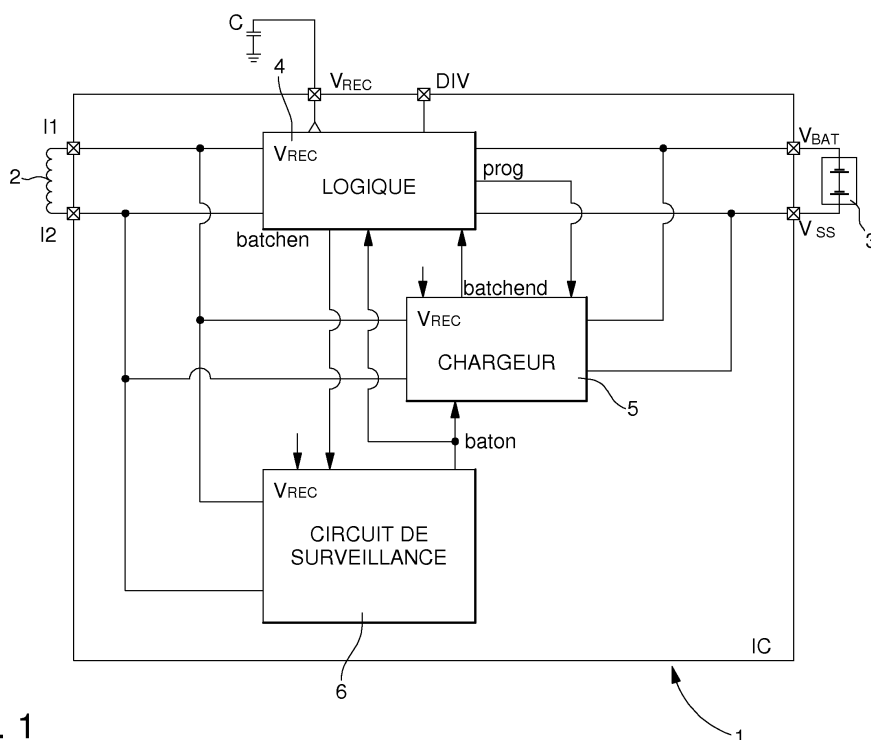 C
4
VREC
DIV
I1
VBAT
VREC
prog
2
LOGIQUE
I2
VSS
3
batchen
batchend
VREC
CHARGEUR
5
baton
VREC
CIRCUIT DE
SURVEILLANCE
IC
6
. 1
1